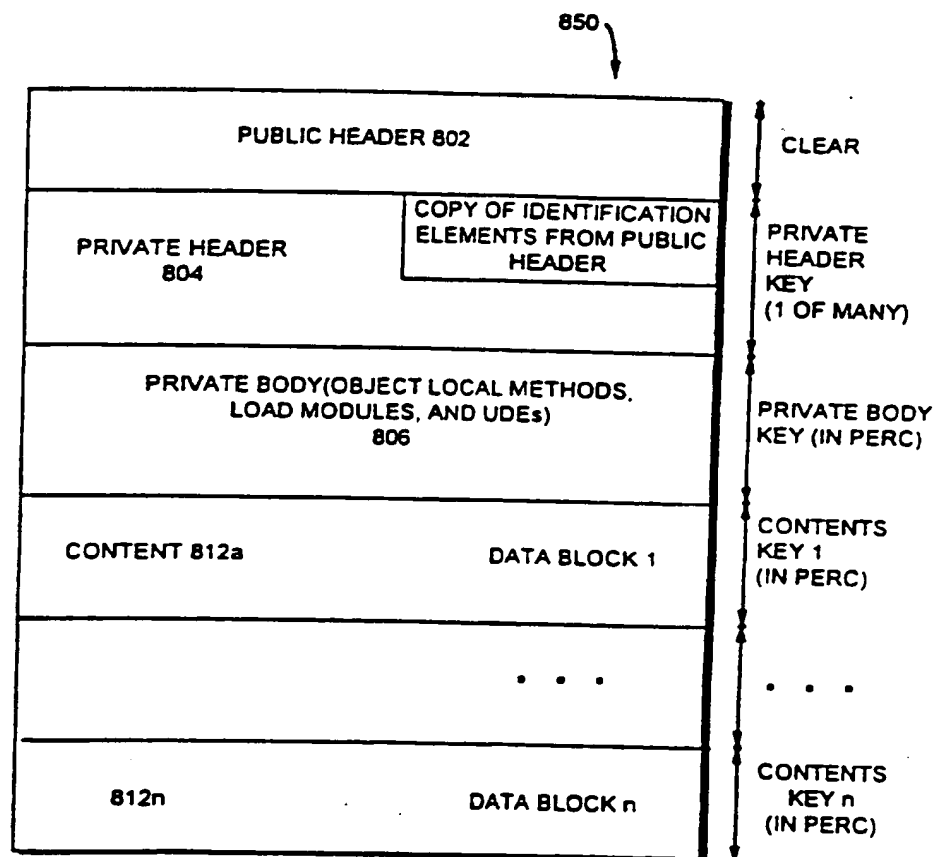 850
PUBLIC HEADER 802
CLEAR
PRIVATE HEADER
804
COPY OF IDENTIFICATION
ELEMENTS FROM PUBLIC
HEADER
PRIVATE
HEADER
KEY
(1 OF MANY)
PRIVATE BODY(OBJECT LOCAL METHODS,
LOAD MODULES, AND UDEs)
806
PRIVATE BODY
KEY (IN PERC)
CONTENT 812a
DATA BLOCK 1
CONTENTS
KEY 1
(IN PERC)
. . .
. . .
812n
DATA BLOCK n
CONTENTS
KEY n
(IN PERC)